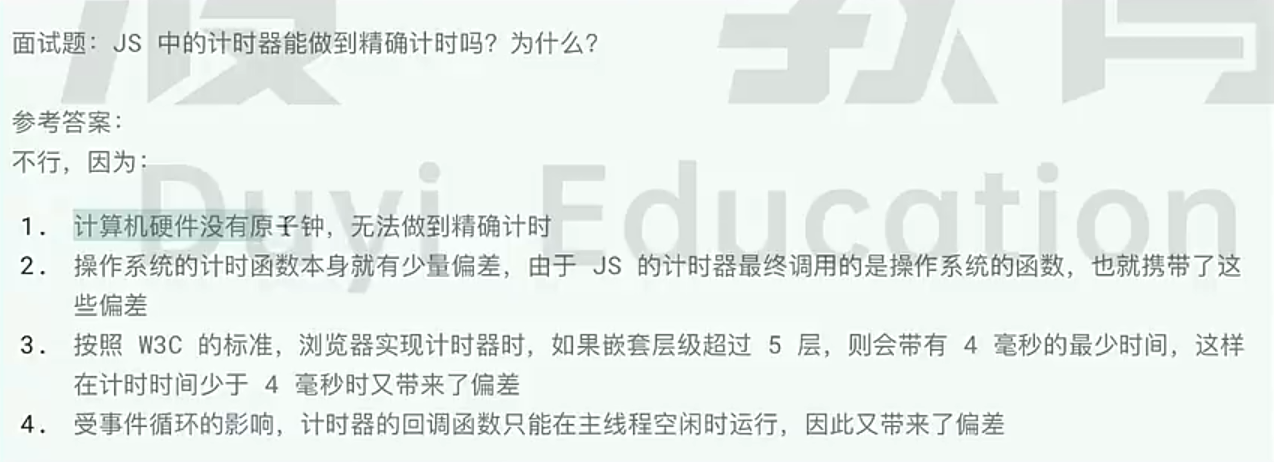 面试题：JS 中的计时器能做到精确计时吗？为什么？
参考答案：
不行，因为：
1. 计算机硬件没有原子钟，无法做到精确计时
2. 操作系统的计时函数本身就有少量偏差，由于 JS 的计时器最终调用的是操作系统的函数，也就携带了这
些偏差
3. 按照 W3C 的标准，浏览器实现计时器时，如果嵌套层级超过 5 层，则会带有 4 毫秒的最少时间，这样
在计时时间少于 4 毫秒时又带来了偏差
4. 受事件循环的影响，计时器的回调函数只能在主线程空闲时运行，因此又带来了偏差
Duyi Education